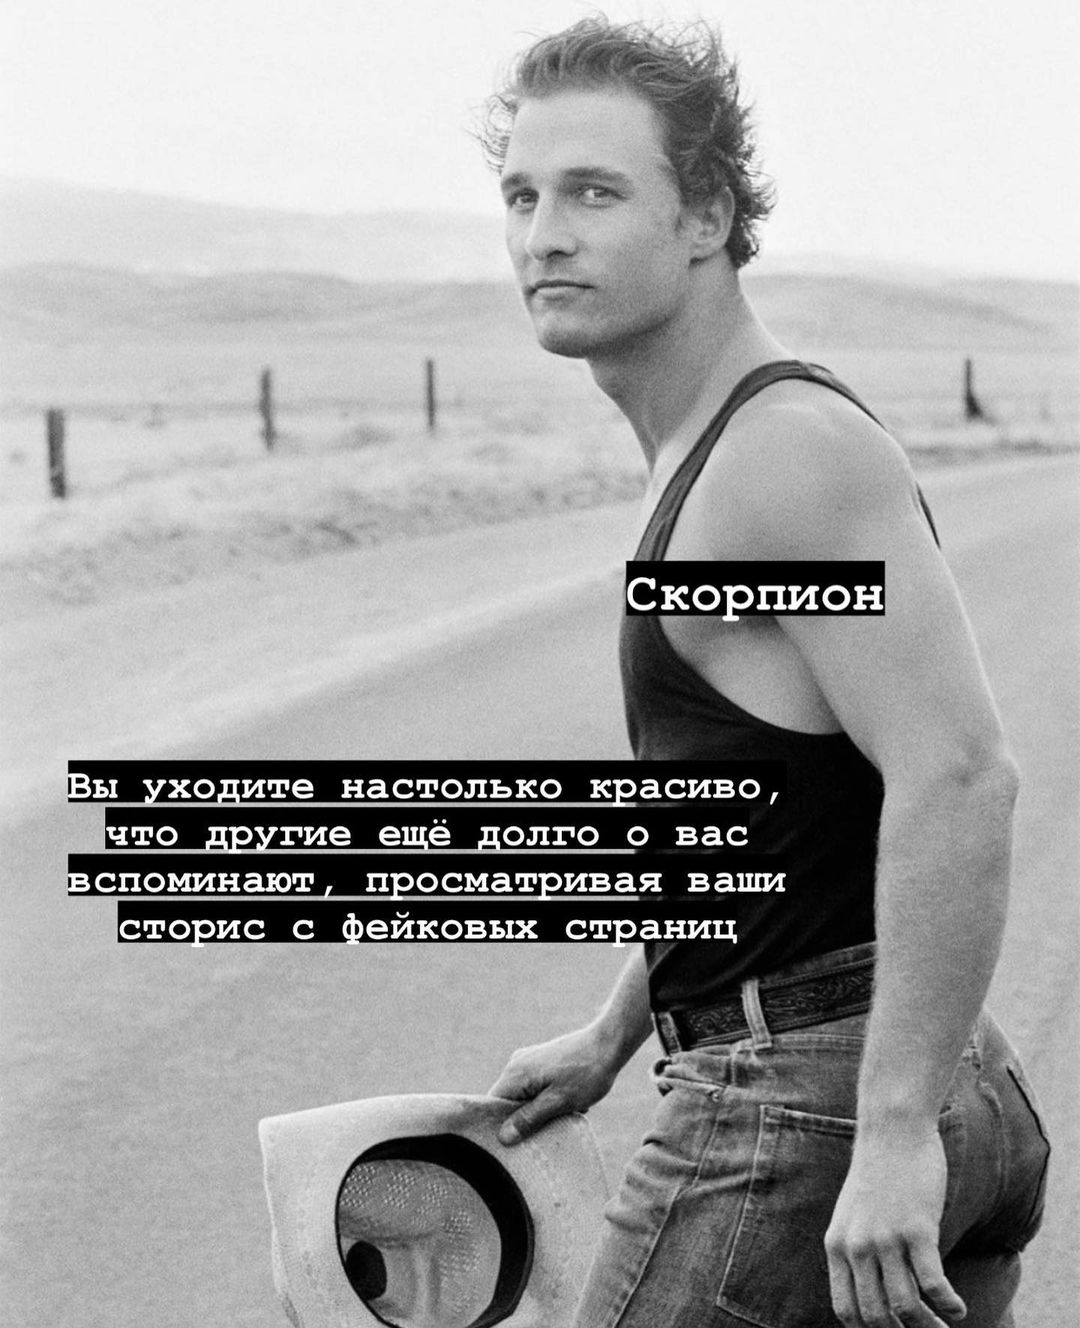 Скорпион
Вы уходите настолько красиво,
что другие ещё долго о вас
вспоминают, просматривая ваши
сторис с фейковых страниц